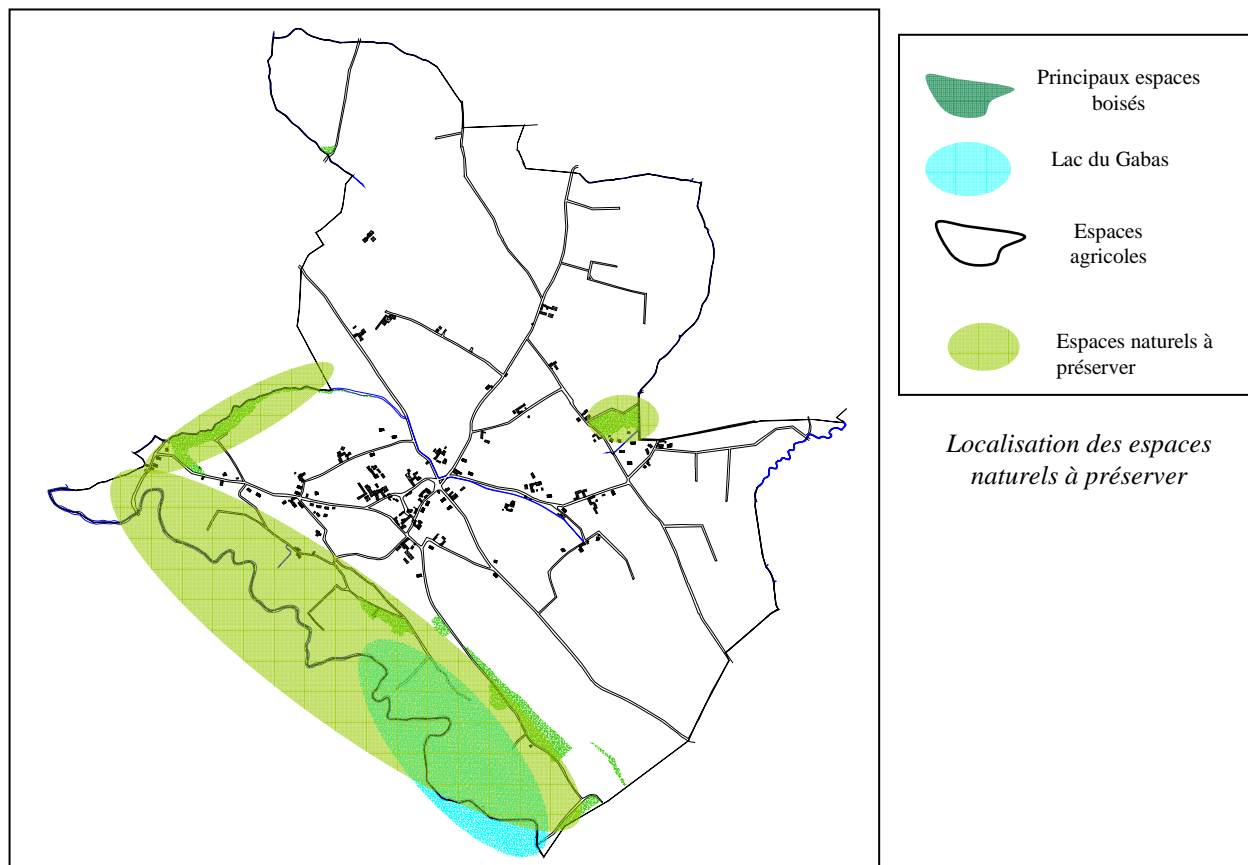 Principaux espaces
boisés
Lac du Gabas
Espaces
agricoles
Espaces naturels à
préserver
Localisation des espaces
naturels à préserver